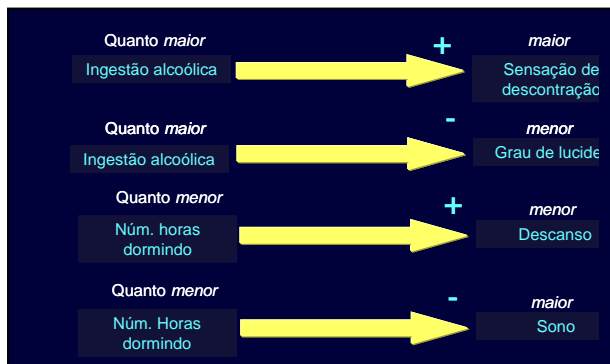 Quanto maior + maior
Ingestão alcoólica Sensação de
descontração
Quanto maior - menor
Ingestão alcoólica Grau de lucide
Quanto menor + menor
Núm. horas
dormindo Descanso
Quanto menor - maior
Núm. Horas
dormindo Sono